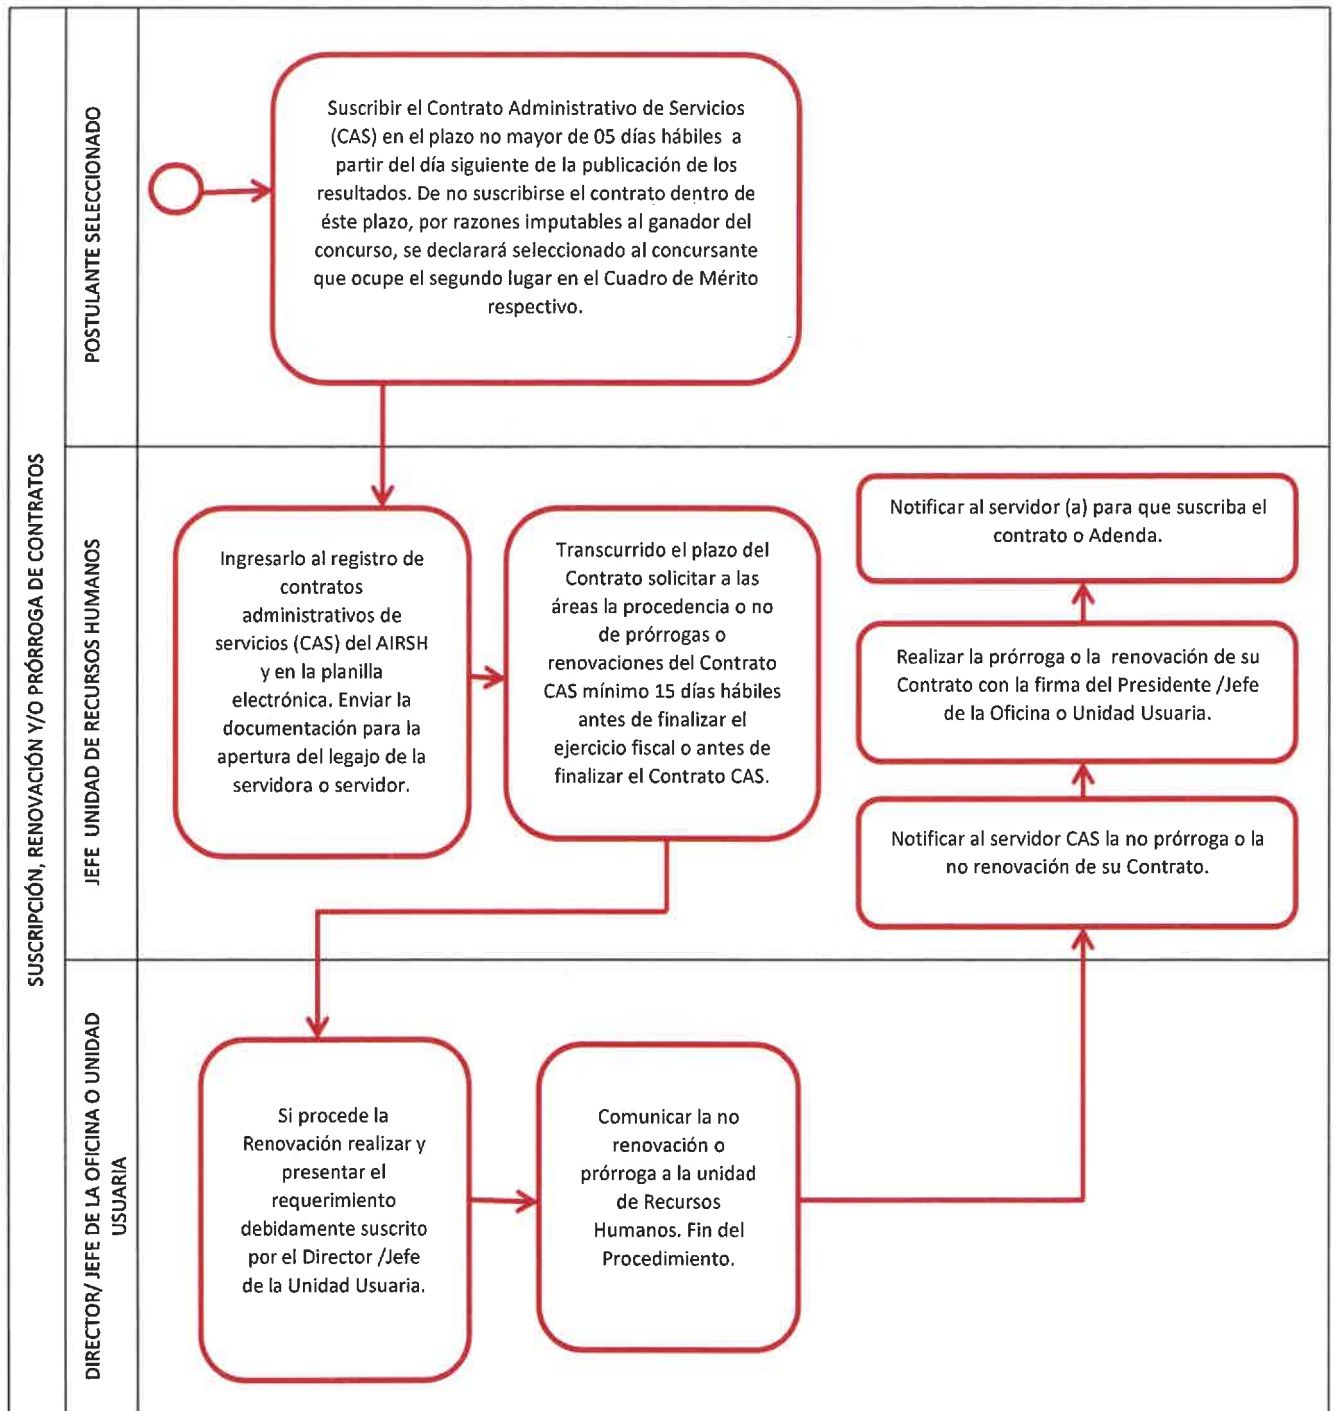 SUSCRIPCIÓN, RENOVACIÓN Y/O PRÓRROGA DE CONTRATOS
POSTULANTE SELECCIONADO
Suscribir el Contrato Administrativo de Servicios
(CAS) en el plazo no mayor de 05 días hábiles a
partir del día siguiente de la publicación de los
resultados. De no suscribirse el contrato dentro de
éste plazo, por razones imputables al ganador del
concurso, se declarará seleccionado al concursante
que ocupe el segundo lugar en el Cuadro de Mérito
respectivo.
JEFE UNIDAD DE RECURSOS HUMANOS
Ingresarlo al registro de
contratos
administrativos de
servicios (CAS) del AIRSH
y en la planilla
electrónica. Enviar la
documentación para la
apertura del legajo de la
servidora o servidor.
Transcurrido el plazo del
Contrato solicitar a las
áreas la procedencia o no
de prórrogas o
renovaciones del Contrato
CAS mínimo 15 días hábiles
antes de finalizar el
ejercicio fiscal o antes de
finalizar el Contrato CAS.
Notificar al servidor (a) para que suscriba el
contrato o Adenda.
Realizar la prórroga o la renovación de su
Contrato con la firma del Presidente /Jefe
de la Oficina o Unidad Usuaria.
Notificar al servidor CAS la no prórroga o la
no renovación de su Contrato.
DIRECTOR/ JEFE DE LA OFICINA O UNIDAD
USUARIA
Si procede la
Renovación realizar y
presentar el
requerimiento
debidamente suscrito
por el Director /Jefe
de la Unidad Usuaria.
Comunicar la no
renovación o
prórroga a la unidad
de Recursos
Humanos. Fin del
Procedimiento.